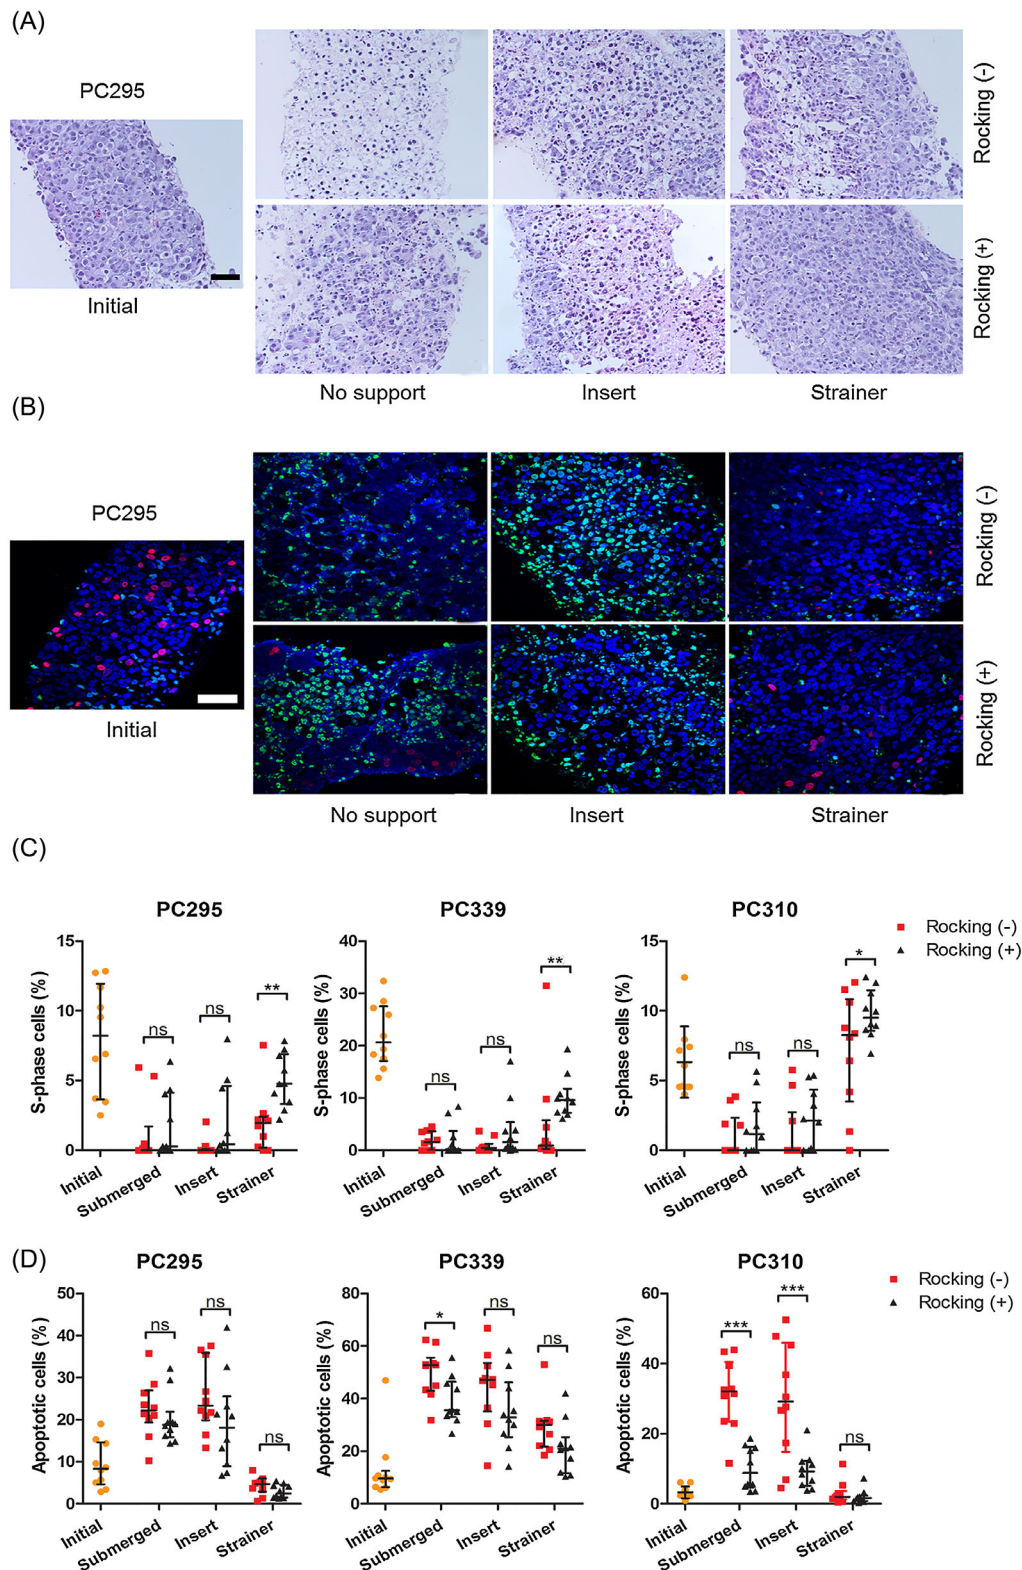 (A)
PC295
Initial
Rocking (-)
Rocking (+)
No support
Insert
Strainer
(B)
PC295
Initial
Rocking (-)
Rocking (+)
No support
Insert
Strainer
(C)
PC295
S-phase cells (%)
15
10
5
0
ns
ns
**
Initial
Submerged
Insert
Strainer
PC339
S-phase cells (%)
40
30
20
10
0
ns
ns
**
Initial
Submerged
Insert
Strainer
PC310
S-phase cells (%)
15
10
5
0
ns
ns
*
Initial
Submerged
Insert
Strainer
Rocking (-)
Rocking (+)
(D)
PC295
Apoptotic cells (%)
50
40
30
20
10
0
ns
ns
ns
Initial
Submerged
Insert
Strainer
PC339
Apoptotic cells (%)
80
60
40
20
0
*
ns
ns
Initial
Submerged
Insert
Strainer
PC310
Apoptotic cells (%)
60
40
20
0
***
***
ns
Initial
Submerged
Insert
Strainer
Rocking (-)
Rocking (+)